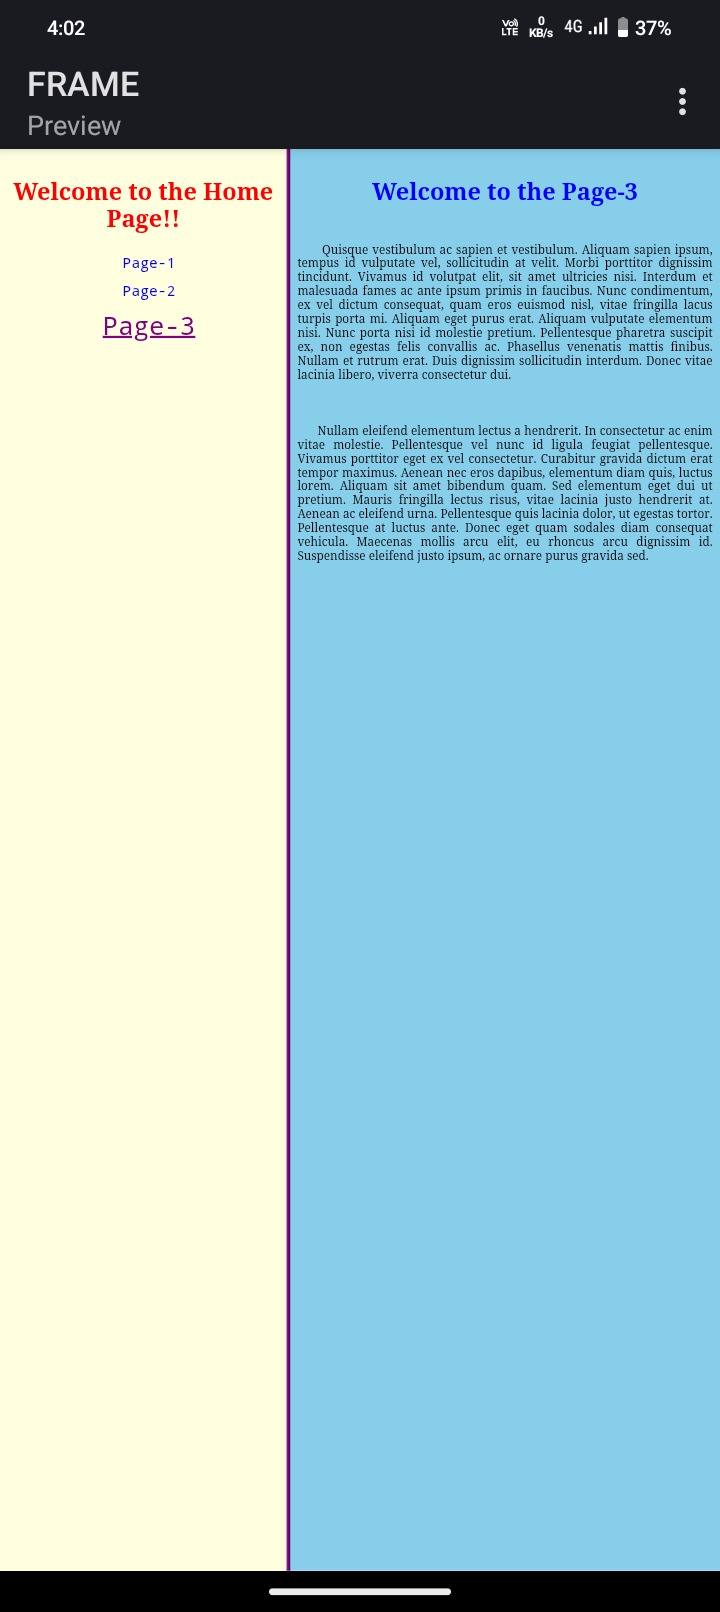 4:02
Vo) LTE 0 KB/s 4G 37%
FRAME
Preview
Welcome to the Home
Page!!
Page-1
Page-2
Page-3
Welcome to the Page-3
Quisque vestibulum ac sapien et vestibulum. Aliquam sapien ipsum,
tempus id vulputate vel, sollicitudin at velit. Morbi porttitor dignissim
tincidunt. Vivamus id volutpat elit, sit amet ultricies nisi. Interdum et
malesuada fames ac ante ipsum primis in faucibus. Nunc condimentum,
ex vel dictum consequat, quam eros euismod nisl, vitae fringilla lacus
turpis porta mi. Aliquam eget purus erat. Aliquam vulputate elementum
nisi. Nunc porta nisi id molestie pretium. Pellentesque pharetra suscipit
ex, non egestas felis convallis ac. Phasellus venenatis mattis finibus.
Nullam et rutrum erat. Duis dignissim sollicitudin interdum. Donec vitae
lacinia libero, viverra consectetur dui.
Nullam eleifend elementum lectus a hendrerit. In consectetur ac enim
vitae molestie. Pellentesque vel nunc id ligula feugiat pellentesque.
Vivamus porttitor eget ex vel consectetur. Curabitur gravida dictum erat
tempor maximus. Aenean nec eros dapibus, elementum diam quis, luctus
lorem. Aliquam sit amet bibendum quam. Sed elementum eget dui ut
pretium. Mauris fringilla lectus risus, vitae lacinia justo hendrerit at.
Aenean ac eleifend urna. Pellentesque quis lacinia dolor, ut egestas tortor.
Pellentesque at luctus ante. Donec eget quam sodales diam consequat
vehicula. Maecenas mollis arcu elit, eu rhoncus arcu dignissim id.
Suspendisse eleifend justo ipsum, ac ornare purus gravida sed.